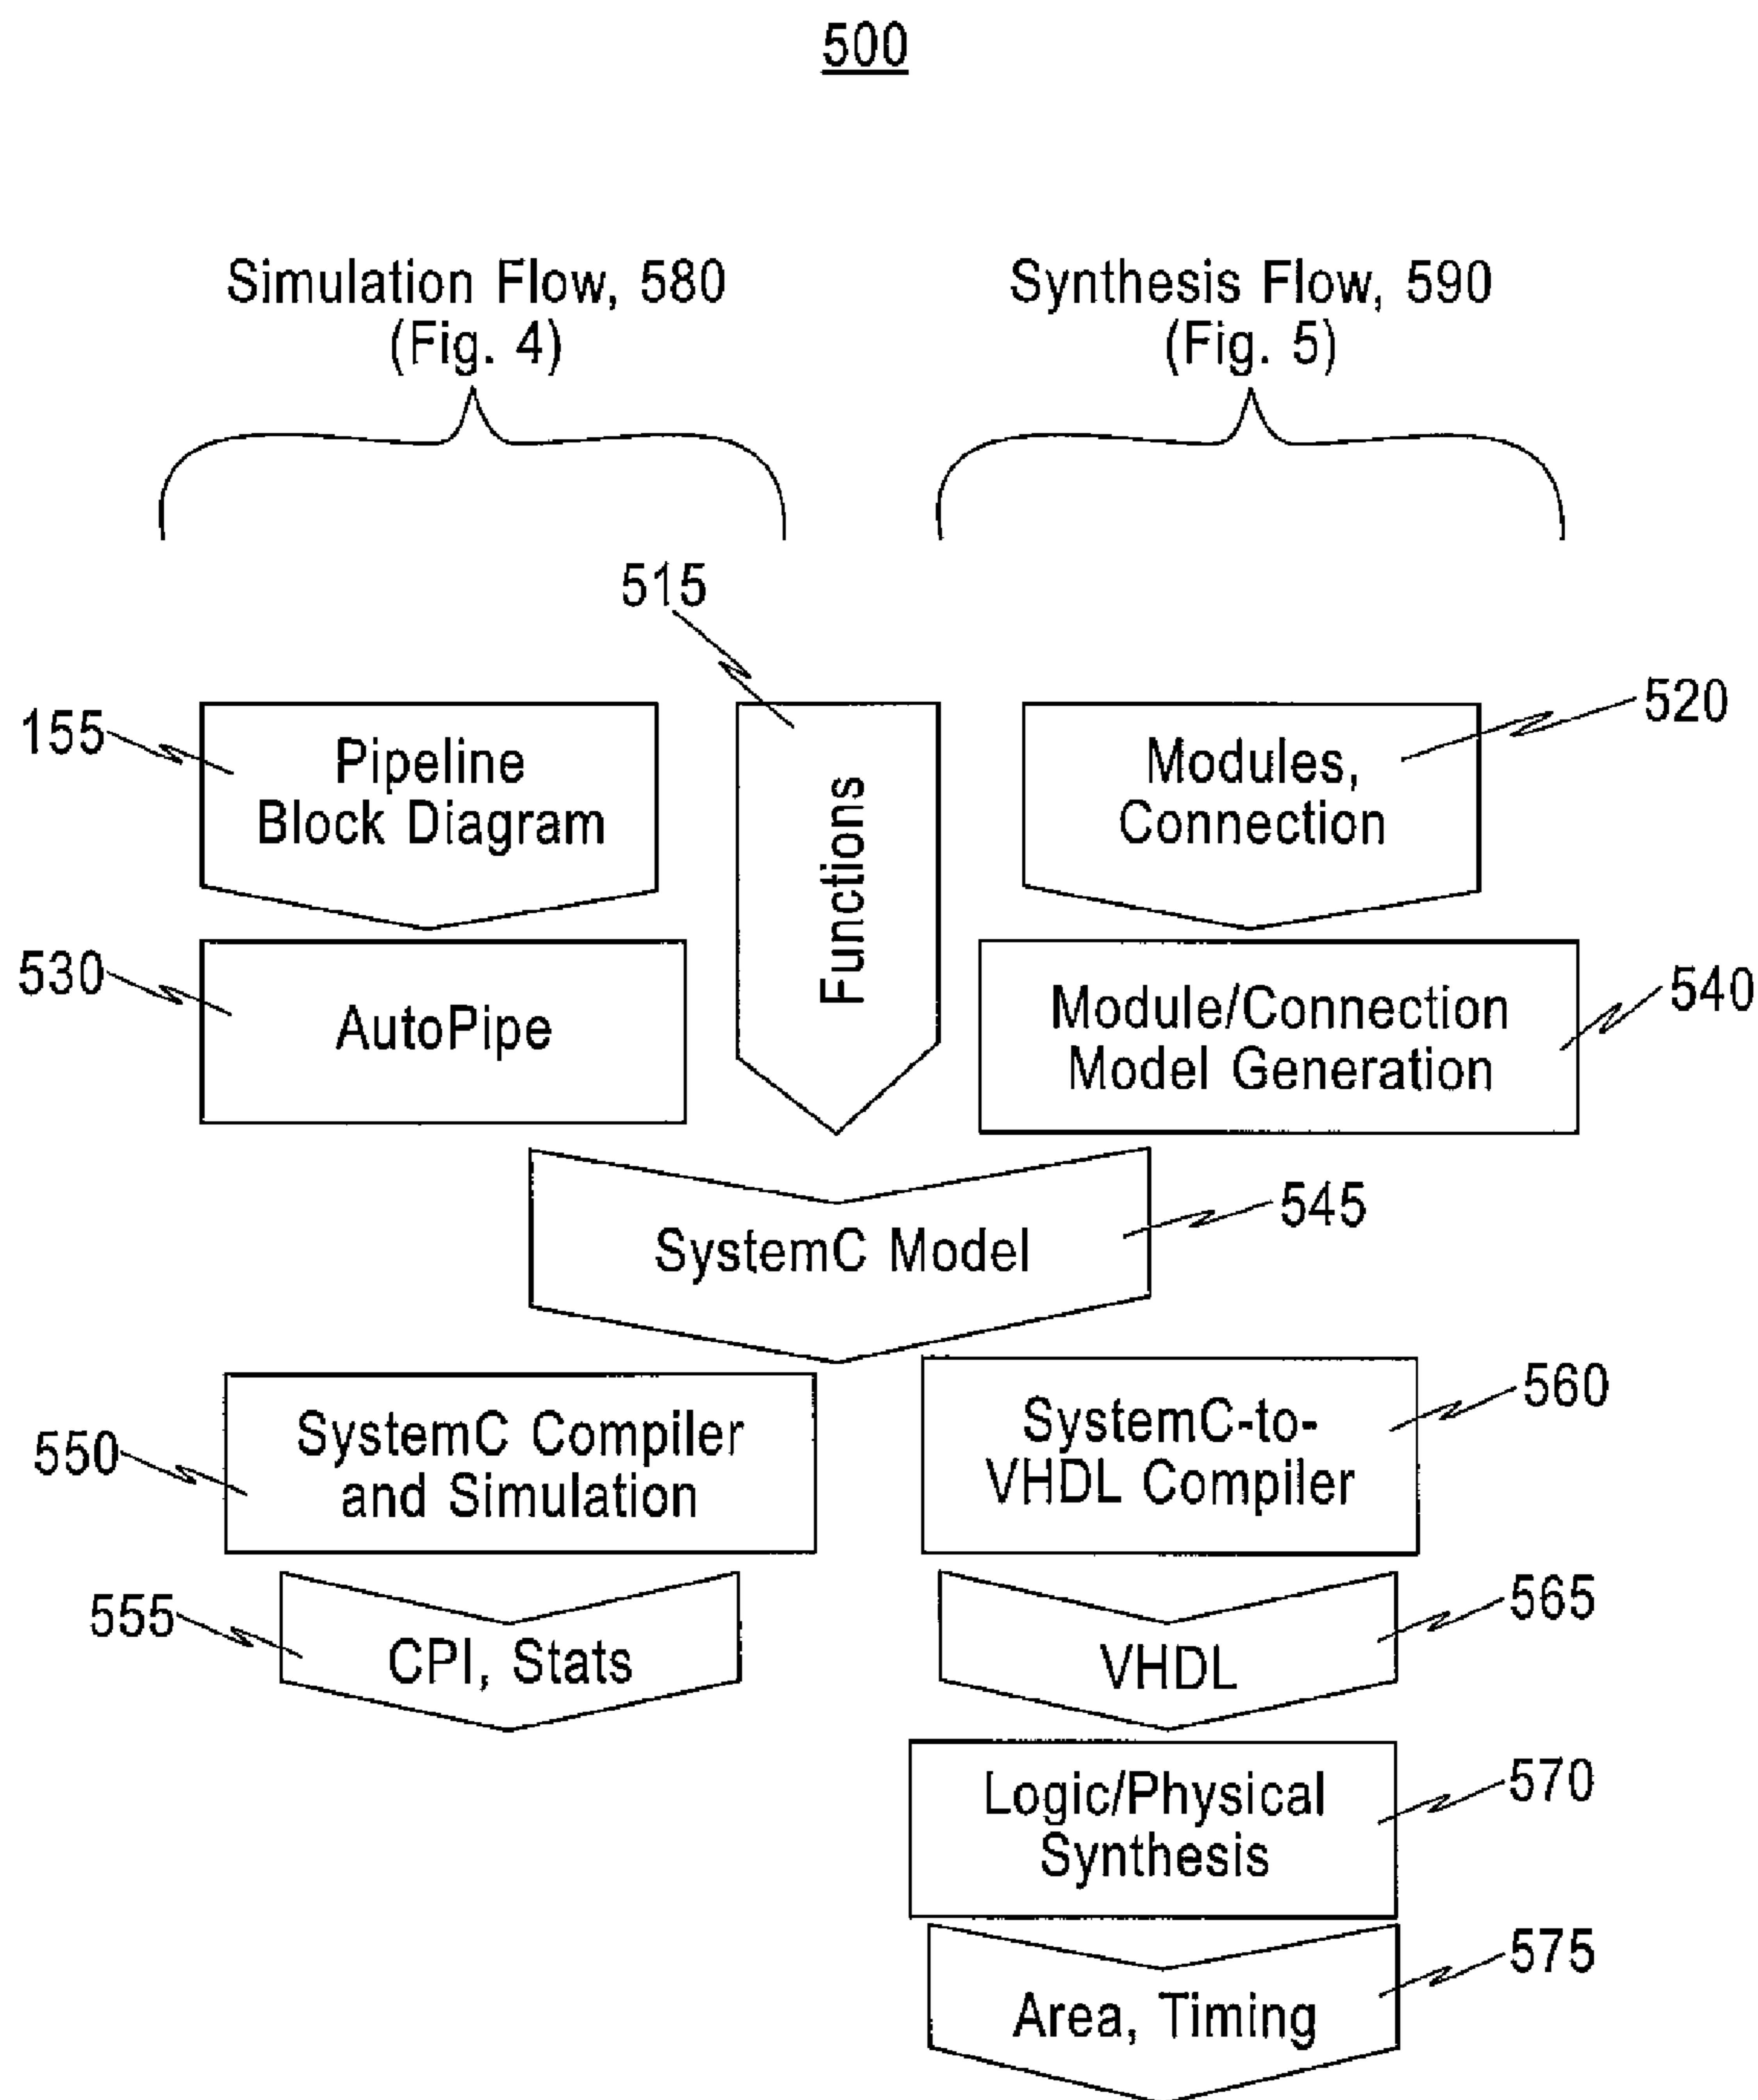 500
Simulation Flow, 580
(Fig. 4)
Synthesis Flow, 590
(Fig. 5)
515
155
Pipeline
Block Diagram
Functions
Modules,
Connection
520
530
AutoPipe
Module/Connection
Model Generation
540
SystemC Model
545
550
SystemC Compiler
and Simulation
SystemC-to-
VHDL Compiler
560
555
CPI, Stats
VHDL
565
Logic/Physical
Synthesis
570
Area, Timing
575